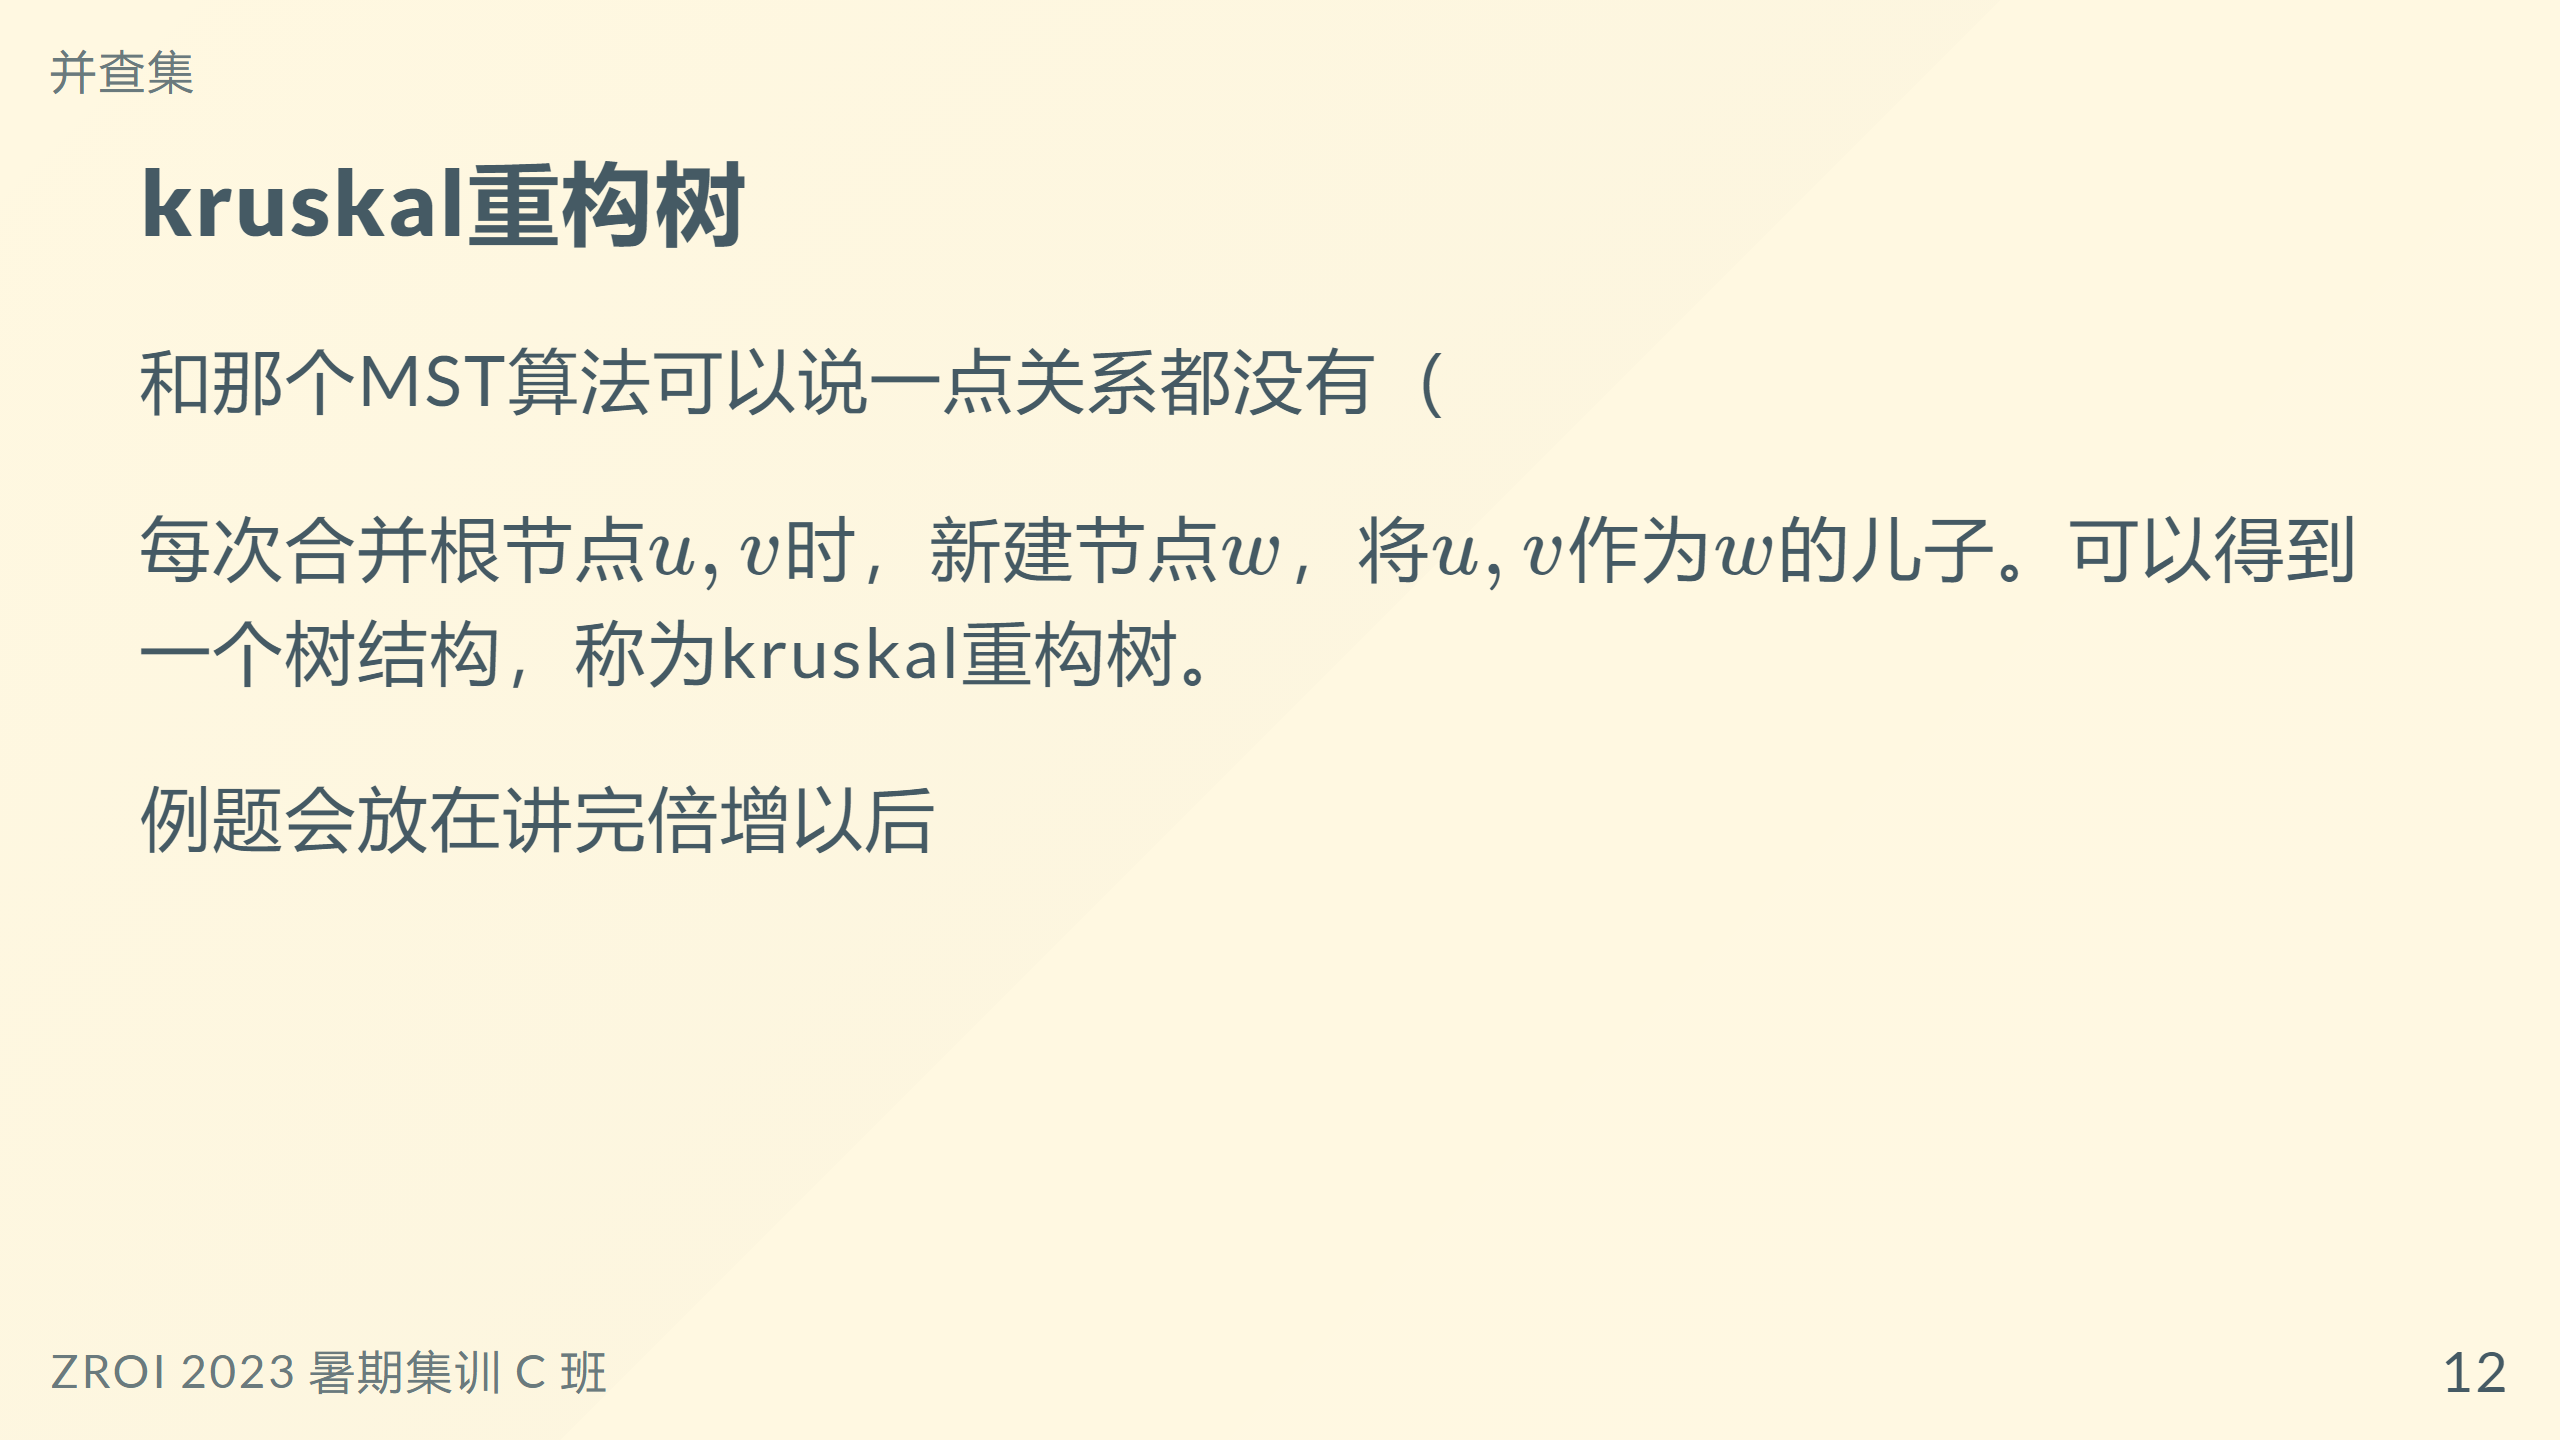 并查集
kruskal重构树
和那个MST算法可以说一点关系都没有（
每次合并根节点u, v时，新建节点w，将u, v作为w的儿子。可以得到
一个树结构，称为kruskal重构树。
例题会放在讲完倍增以后
ZROI 2023 暑期集训 C 班
12